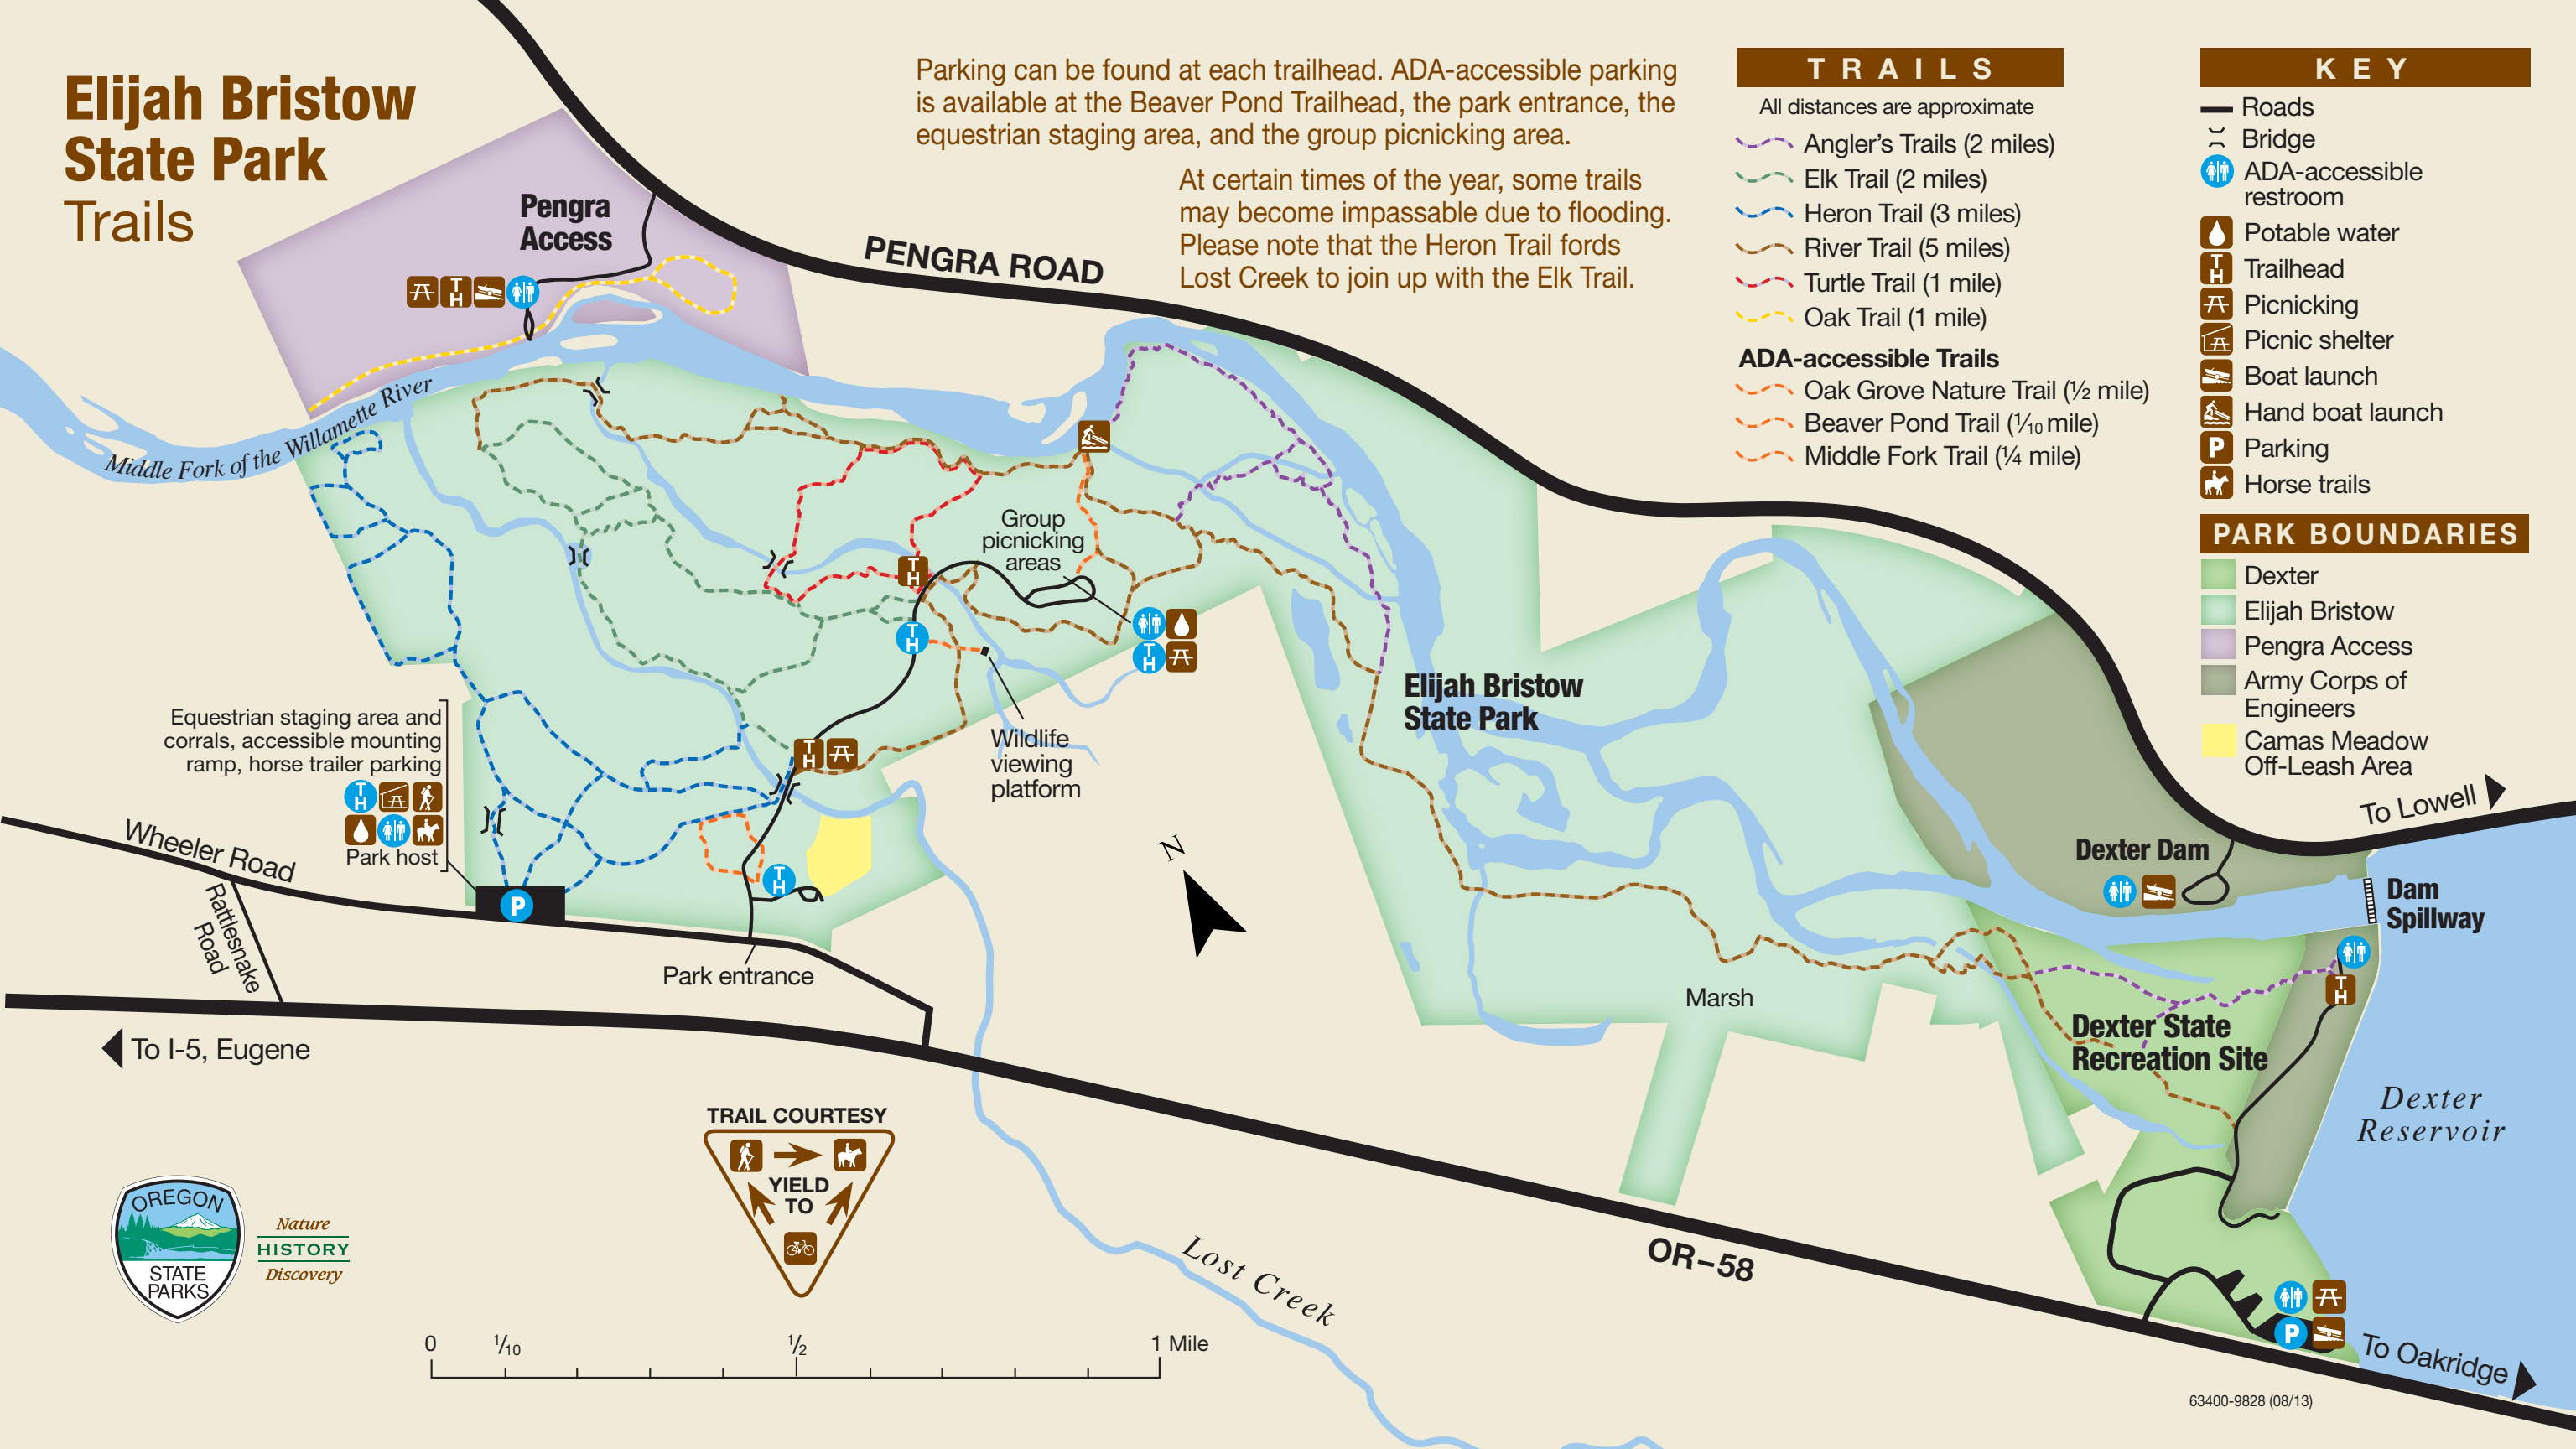 Elijah Bristow
State Park
Trails
Parking can be found at each trailhead. ADA-accessible parking
is available at the Beaver Pond Trailhead, the park entrance, the
equestrian staging area, and the group picnicking area.
At certain times of the year, some trails
may become impassable due to flooding.
Please note that the Heron Trail fords
Lost Creek to join up with the Elk Trail.
TRAILS
All distances are approximate
Angler's Trails (2 miles)
Elk Trail (2 miles)
Heron Trail (3 miles)
River Trail (5 miles)
Turtle Trail (1 mile)
Oak Trail (1 mile)
ADA-accessible Trails
Oak Grove Nature Trail (½ mile)
Beaver Pond Trail (⅒ mile)
Middle Fork Trail (¼ mile)
KEY
Roads
Bridge
ADA-accessible
restroom
Potable water
TH
Trailhead
Picnicking
Picnic shelter
Boat launch
Hand boat launch
P
Parking
Horse trails
PARK BOUNDARIES
Dexter
Elijah Bristow
Pengra Access
Army Corps of
Engineers
Camas Meadow
Off-Leash Area
Pengra
Access
TH
PENGRA ROAD
Middle Fork of the Willamette River
Group
picnicking
areas
TH
TH
TH
Elijah Bristow
State Park
Wildlife
viewing
platform
Equestrian staging area and
corrals, accessible mounting
ramp, horse trailer parking
TH
Park host
P
TH
TH
Wheeler Road
Rattlesnake
Road
Park entrance
To I-5, Eugene
N
Marsh
To Lowell
Dexter Dam
Dam
Spillway
TH
Dexter State
Recreation Site
Dexter
Reservoir
TRAIL COURTESY
YIELD
TO
OREGON
STATE
PARKS
Nature
HISTORY
Discovery
0
1/10
1/2
1 Mile
Lost Creek
OR–58
P
To Oakridge
63400-9828 (08/13)